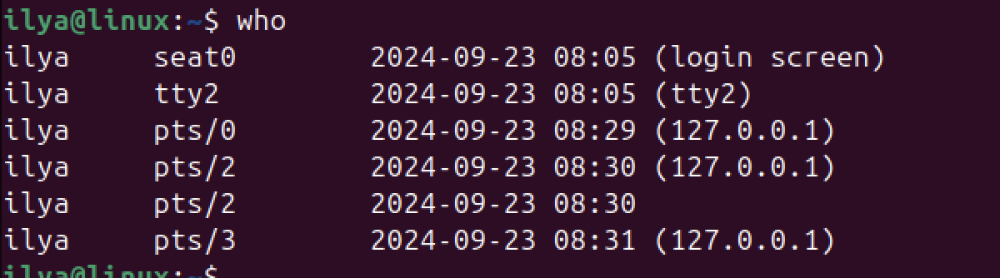 ilya@linux:~$ who
ilya     seat0        2024-09-23 08:05 (login screen)
ilya     tty2         2024-09-23 08:05 (tty2)
ilya     pts/0        2024-09-23 08:29 (127.0.0.1)
ilya     pts/2        2024-09-23 08:30 (127.0.0.1)
ilya     pts/2        2024-09-23 08:30
ilya     pts/3        2024-09-23 08:31 (127.0.0.1)
ilya@linux:~$